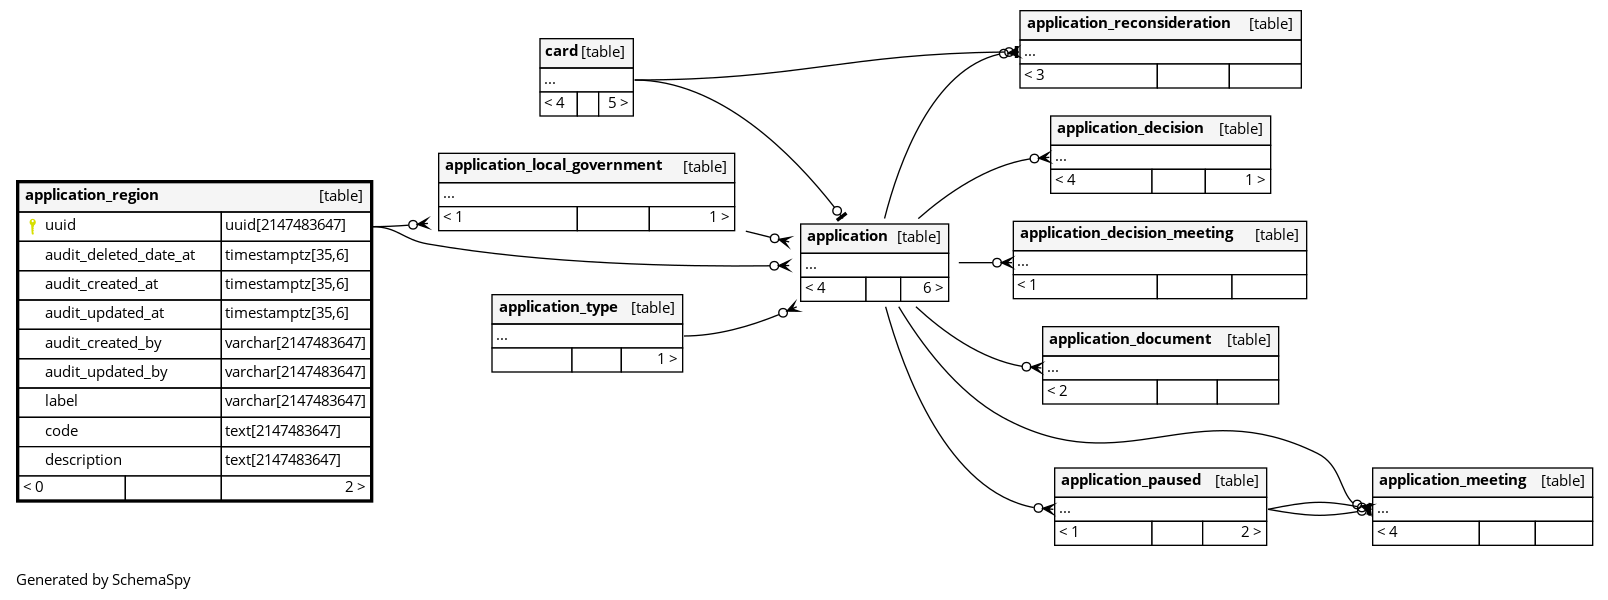 application_reconsideration [table]
...
< 3
card [table]
...
< 4 5 >
application_decision [table]
...
< 4 1 >
application_local_government [table]
...
< 1 1 >
application_region [table]
uuid uuid[2147483647]
audit_deleted_date_at timestamptz[35,6]
audit_created_at timestamptz[35,6]
audit_updated_at timestamptz[35,6]
audit_created_by varchar[2147483647]
audit_updated_by varchar[2147483647]
label varchar[2147483647]
code text[2147483647]
description text[2147483647]
< 0 2 >
application [table]
...
< 4 6 >
application_decision_meeting [table]
...
< 1
application_type [table]
...
1 >
application_document [table]
...
< 2
application_paused [table]
...
< 1 2 >
application_meeting [table]
...
< 4
Generated by SchemaSpy